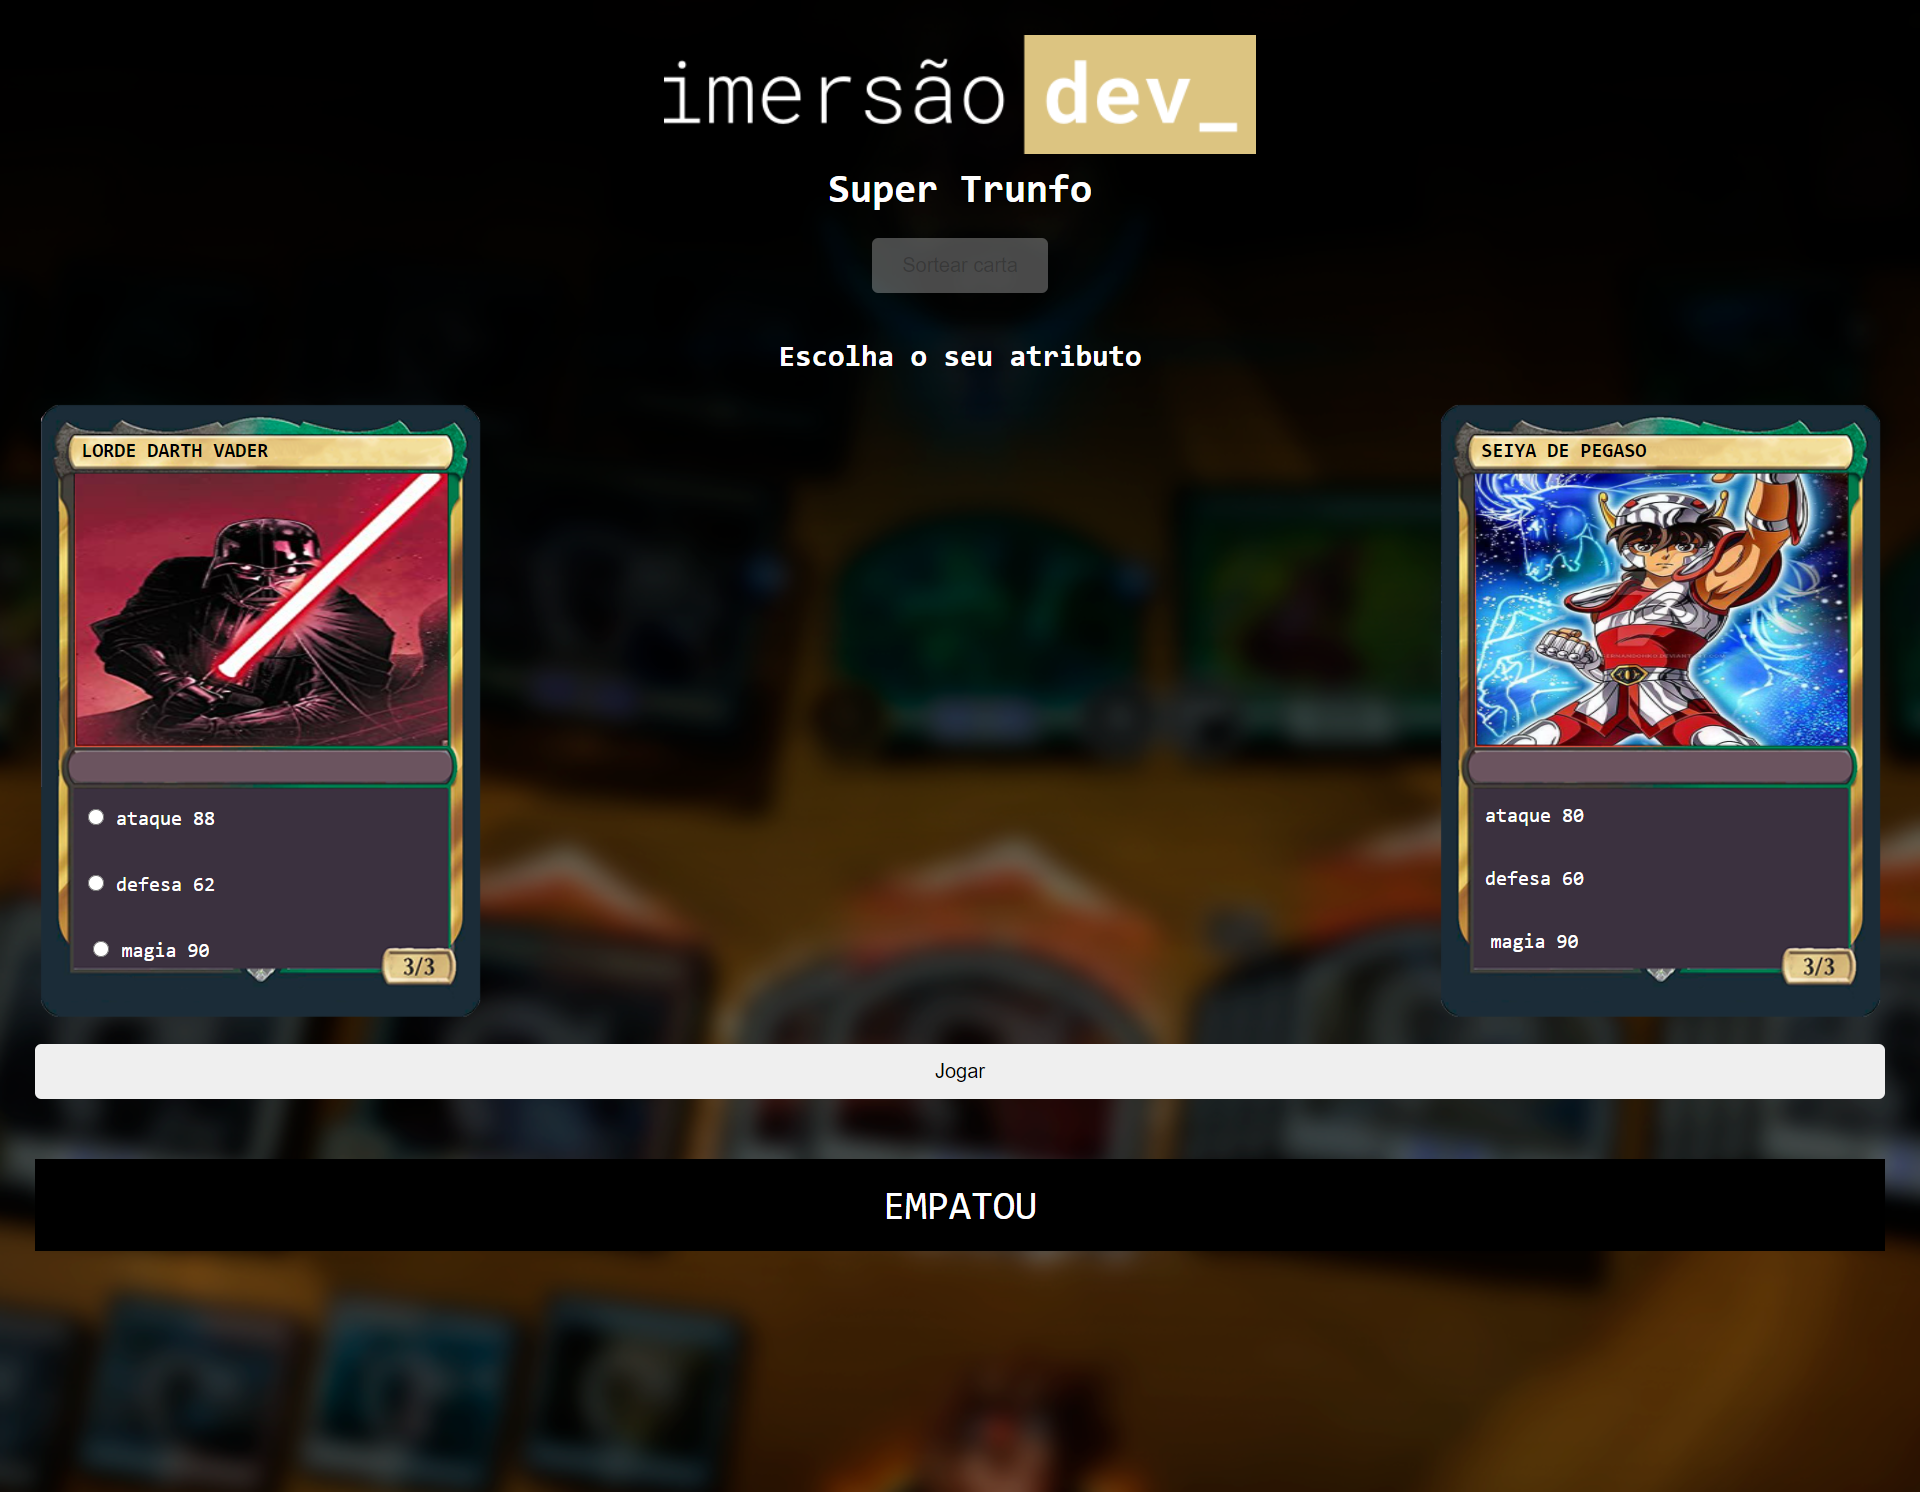 imersão dev_
Super Trunfo
Sortear carta
Escolha o seu atributo
LORDE DARTH VADER
ataque 88
defesa 62
magia 90
3/3
SEIYA DE PEGASO
ataque 80
defesa 60
magia 90
3/3
Jogar
EMPATOU